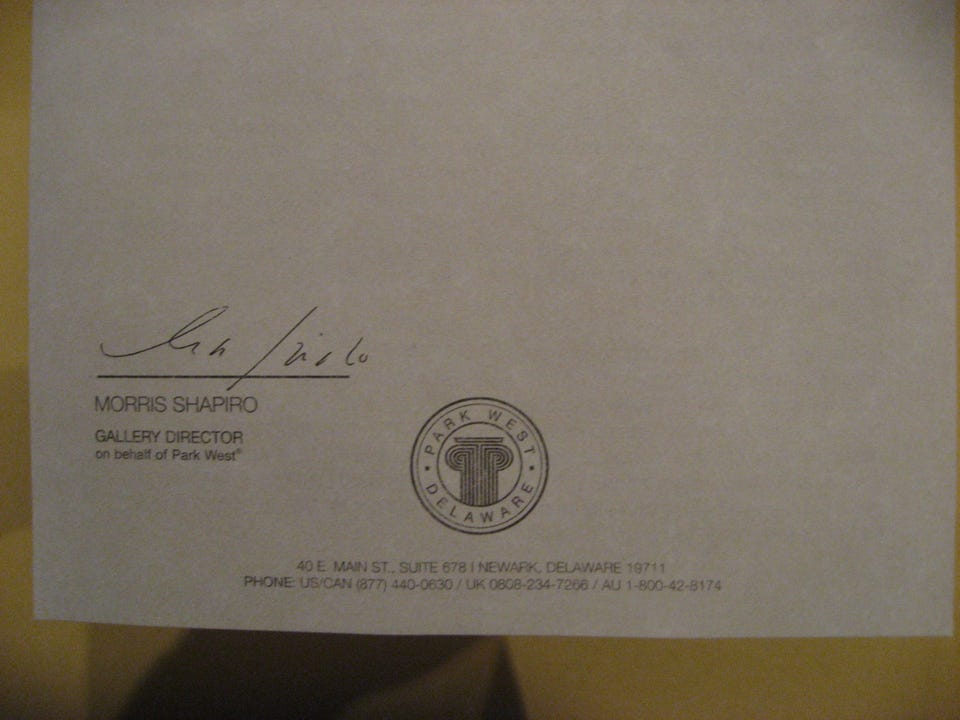 MORRIS SHAPIRO
GALLERY DIRECTOR
on behalf of Park West®
PARK WEST
DELAWARE
40 E. MAIN ST., SUITE 678 | NEWARK, DELAWARE 19711
PHONE: US/CAN (877) 440-0630 / UK 0808-234-7266 / AU 1-800-42-8174